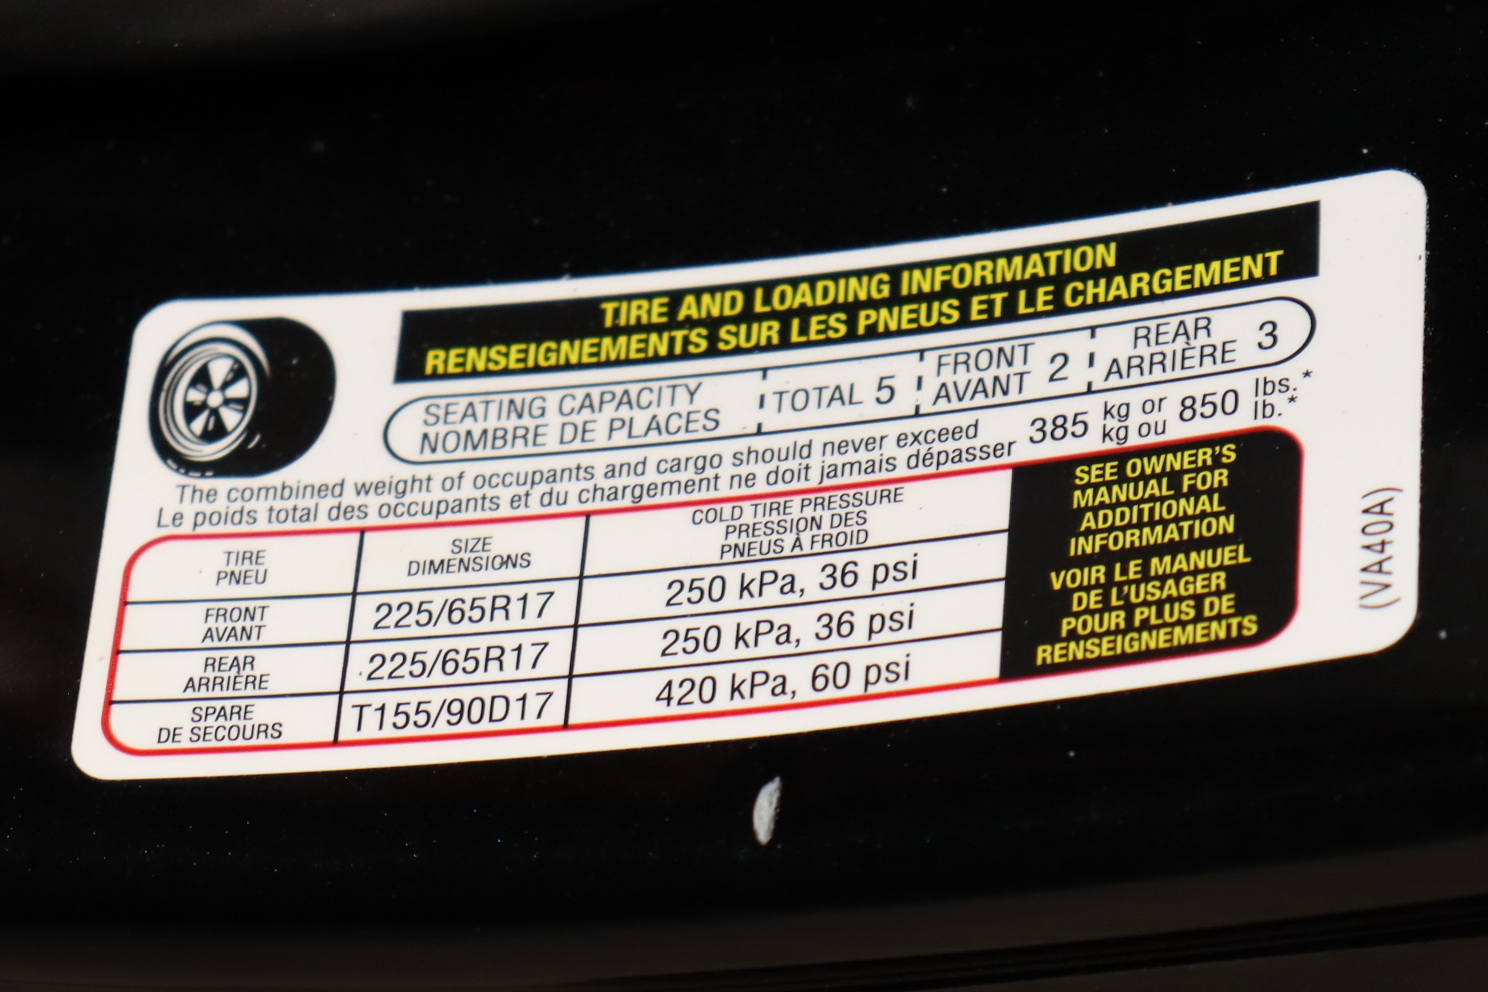 TIRE AND LOADING INFORMATION
RENSEIGNEMENTS SUR LES PNEUS ET LE CHARGEMENT
SEATING CAPACITY
NOMBRE DE PLACES
TOTAL 5
FRONT
AVANT
2
REAR
ARRIÈRE
3
The combined weight of occupants and cargo should never exceed
Le poids total des occupants et du chargement ne doit jamais dépasser
385
kg or
kg ou
850
lbs.*
lb.*
TIRE
PNEU
SIZE
DIMENSIONS
COLD TIRE PRESSURE
PRESSION DES
PNEUS À FROID
FRONT
AVANT
225/65R17
250 kPa, 36 psi
REAR
ARRIÈRE
225/65R17
250 kPa, 36 psi
SPARE
DE SECOURS
T155/90D17
420 kPa, 60 psi
SEE OWNER'S
MANUAL FOR
ADDITIONAL
INFORMATION
VOIR LE MANUEL
DE L'USAGER
POUR PLUS DE
RENSEIGNEMENTS
(VA40A)